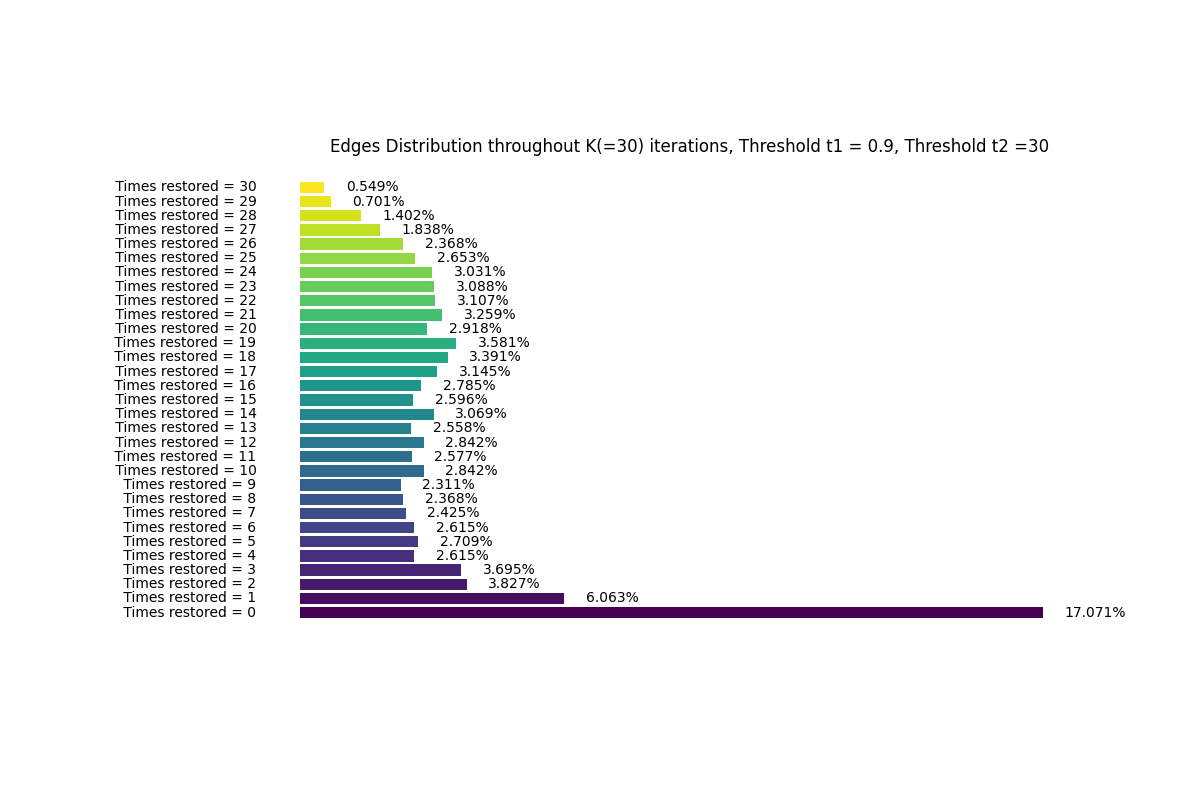 Edges Distribution throughout K(=30) iterations, Threshold t1 = 0.9, Threshold t2 =30
Times restored = 30 0.549%
Times restored = 29 0.701%
Times restored = 28 1.402%
Times restored = 27 1.838%
Times restored = 26 2.368%
Times restored = 25 2.653%
Times restored = 24 3.031%
Times restored = 23 3.088%
Times restored = 22 3.107%
Times restored = 21 3.259%
Times restored = 20 2.918%
Times restored = 19 3.581%
Times restored = 18 3.391%
Times restored = 17 3.145%
Times restored = 16 2.785%
Times restored = 15 2.596%
Times restored = 14 3.069%
Times restored = 13 2.558%
Times restored = 12 2.842%
Times restored = 11 2.577%
Times restored = 10 2.842%
Times restored = 9 2.311%
Times restored = 8 2.368%
Times restored = 7 2.425%
Times restored = 6 2.615%
Times restored = 5 2.709%
Times restored = 4 2.615%
Times restored = 3 3.695%
Times restored = 2 3.827%
Times restored = 1 6.063%
Times restored = 0 17.071%